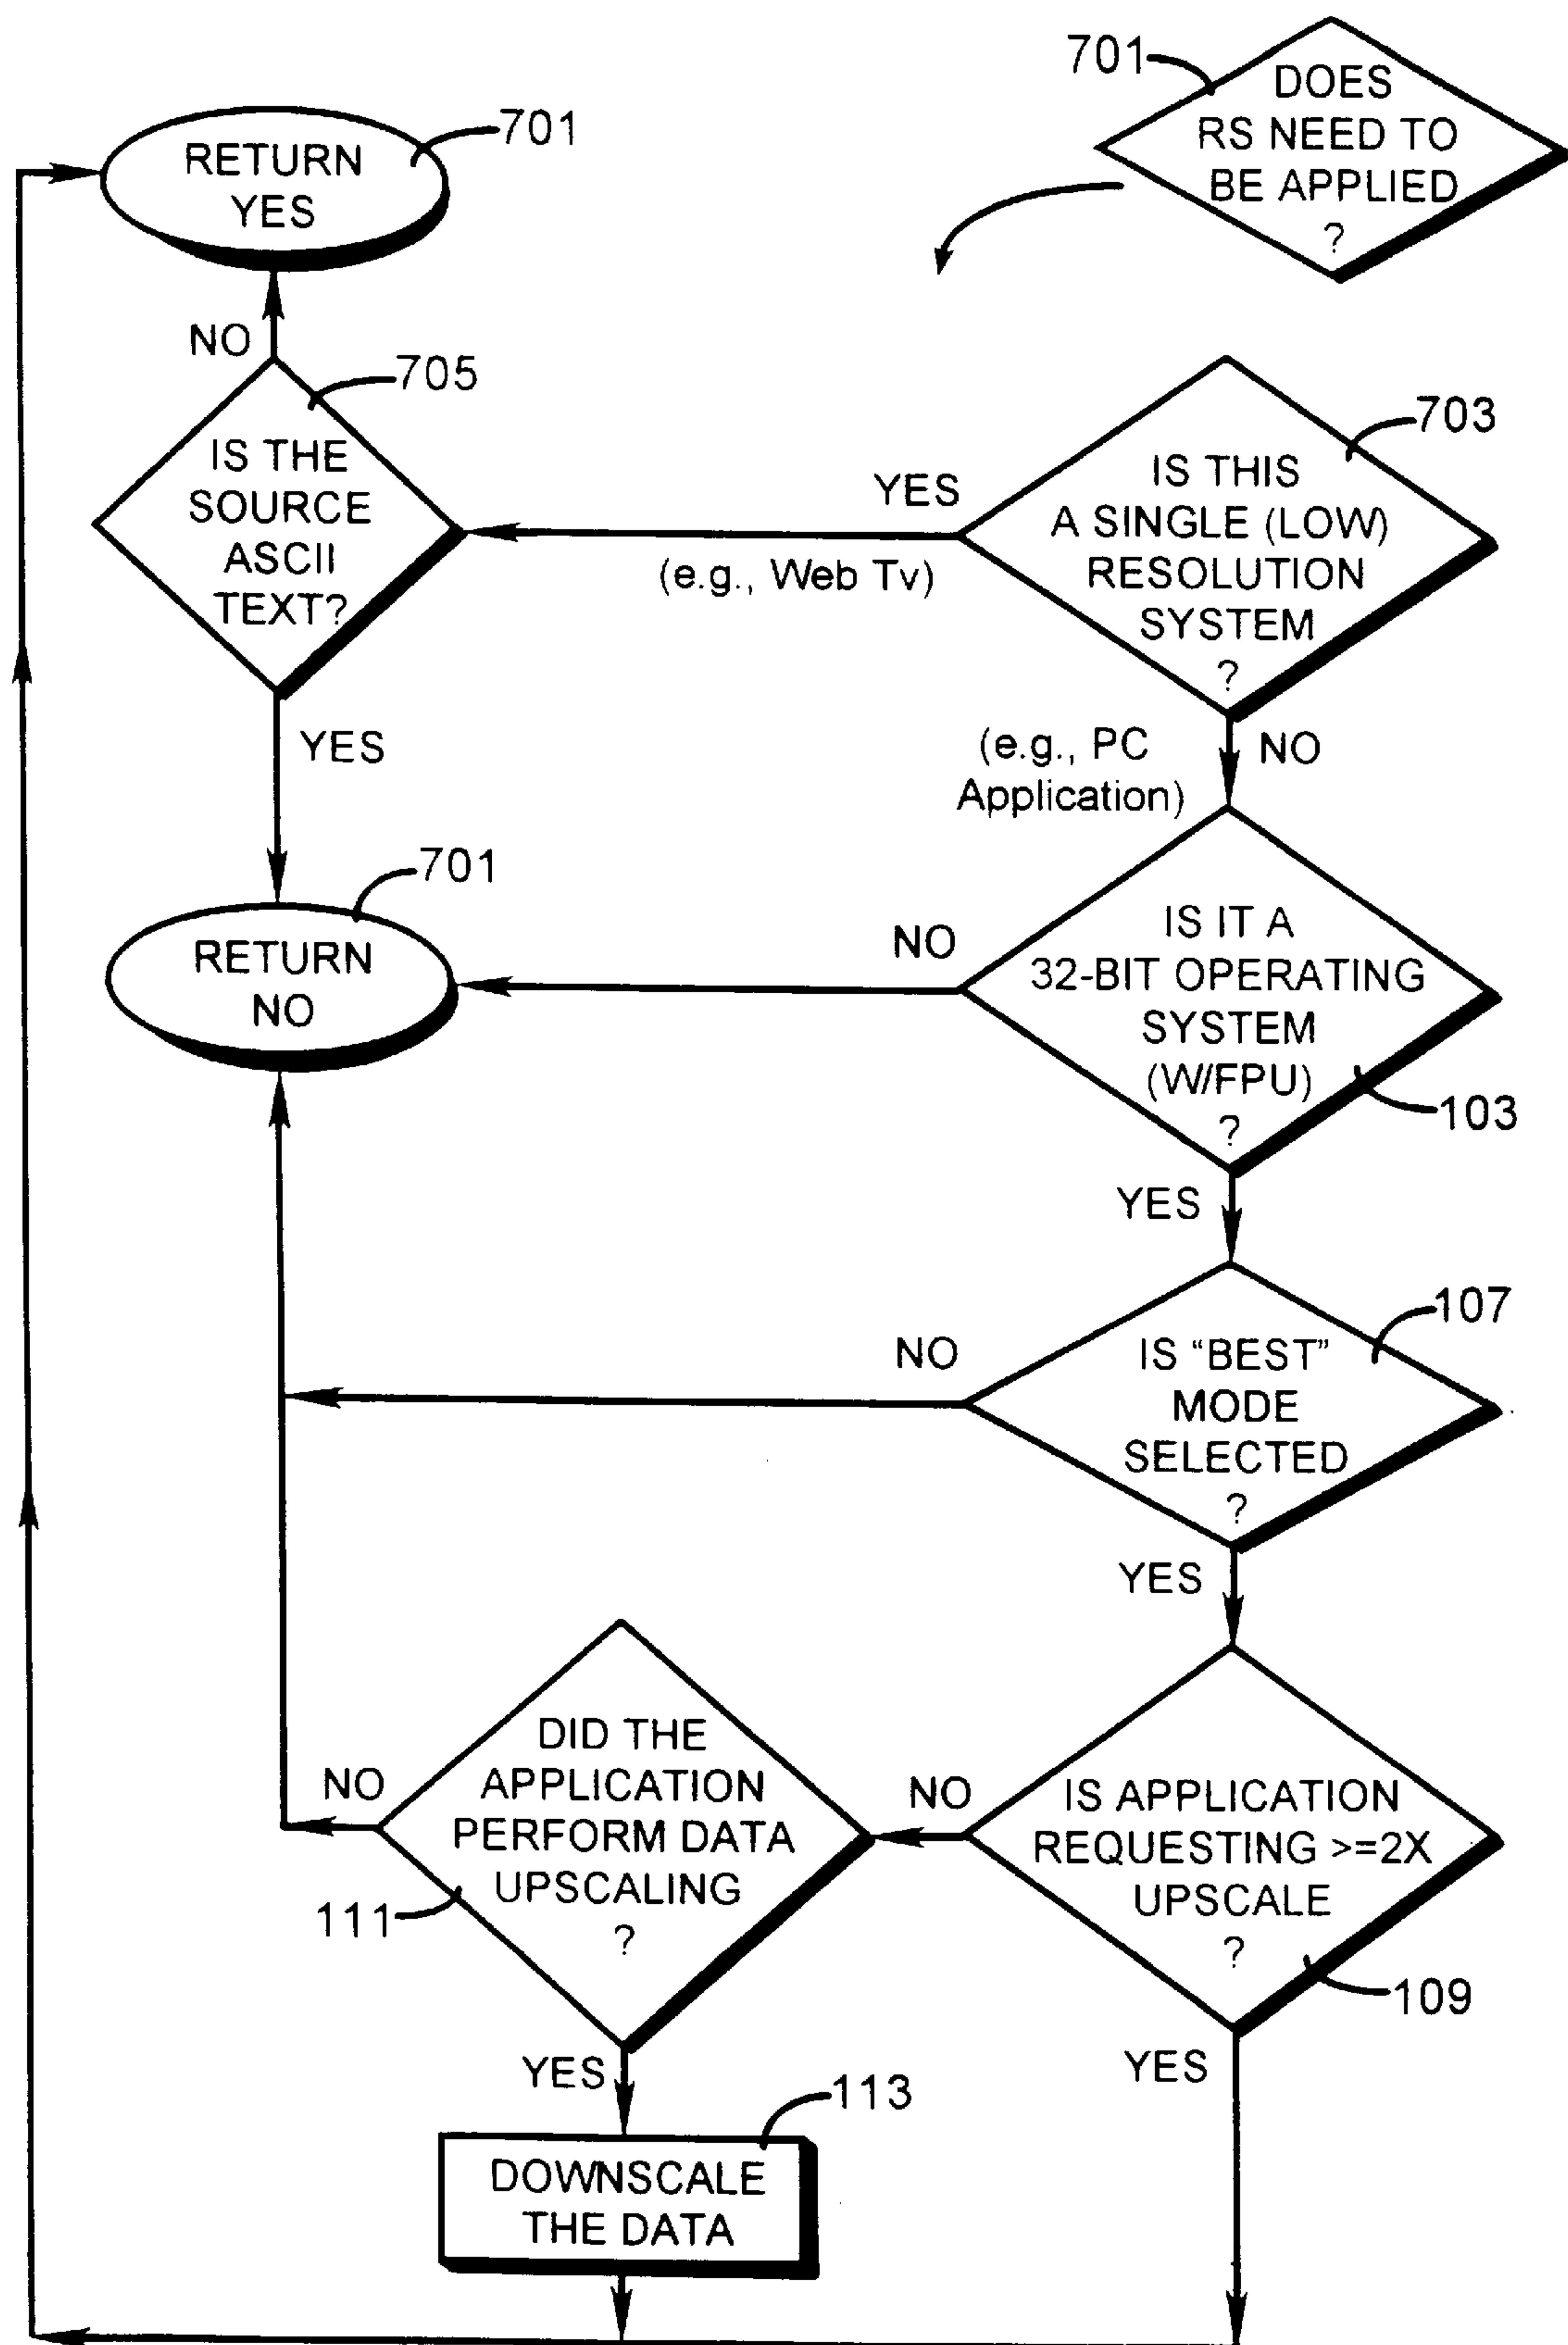 701
DOES
RS NEED TO
BE APPLIED
?
701
RETURN
YES
NO
705
IS THE
SOURCE
ASCII
TEXT?
YES
(e.g., Web Tv)
703
IS THIS
A SINGLE (LOW)
RESOLUTION
SYSTEM
?
YES
(e.g., PC
Application)
NO
701
RETURN
NO
NO
IS IT A
32-BIT OPERATING
SYSTEM
(W/FPU)
?
103
YES
107
NO
IS “BEST”
MODE
SELECTED
?
YES
DID THE
APPLICATION
PERFORM DATA
UPSCALING
?
111
NO
NO
IS APPLICATION
REQUESTING >=2X
UPSCALE
?
109
YES
YES
113
DOWNSCALE
THE DATA